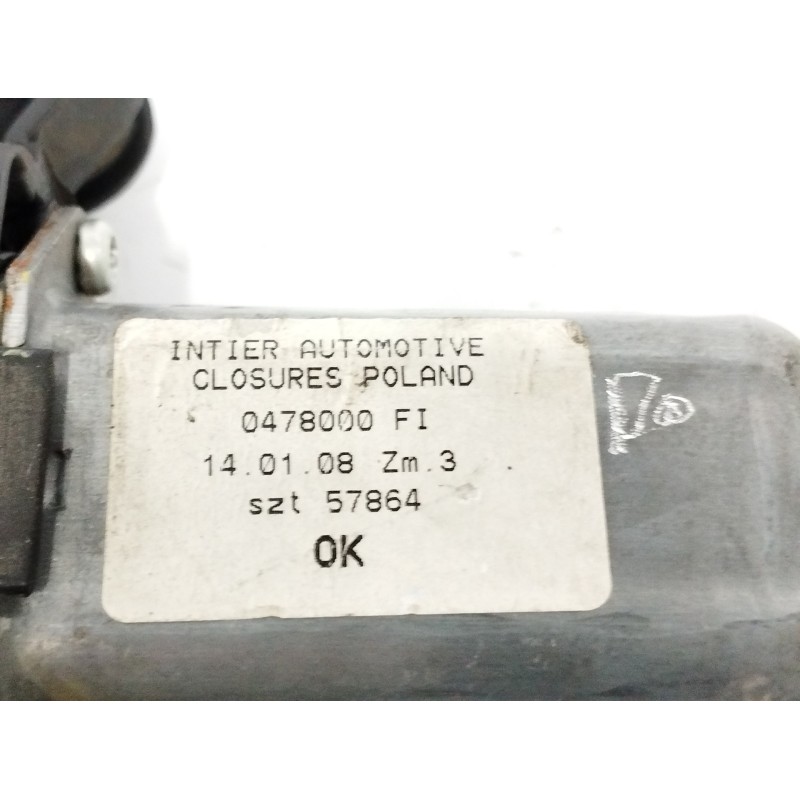 INTIER AUTOMOTIVE
CLOSURES POLAND
0478000 FI
14.01.08 Zm.3
szt 57864
OK